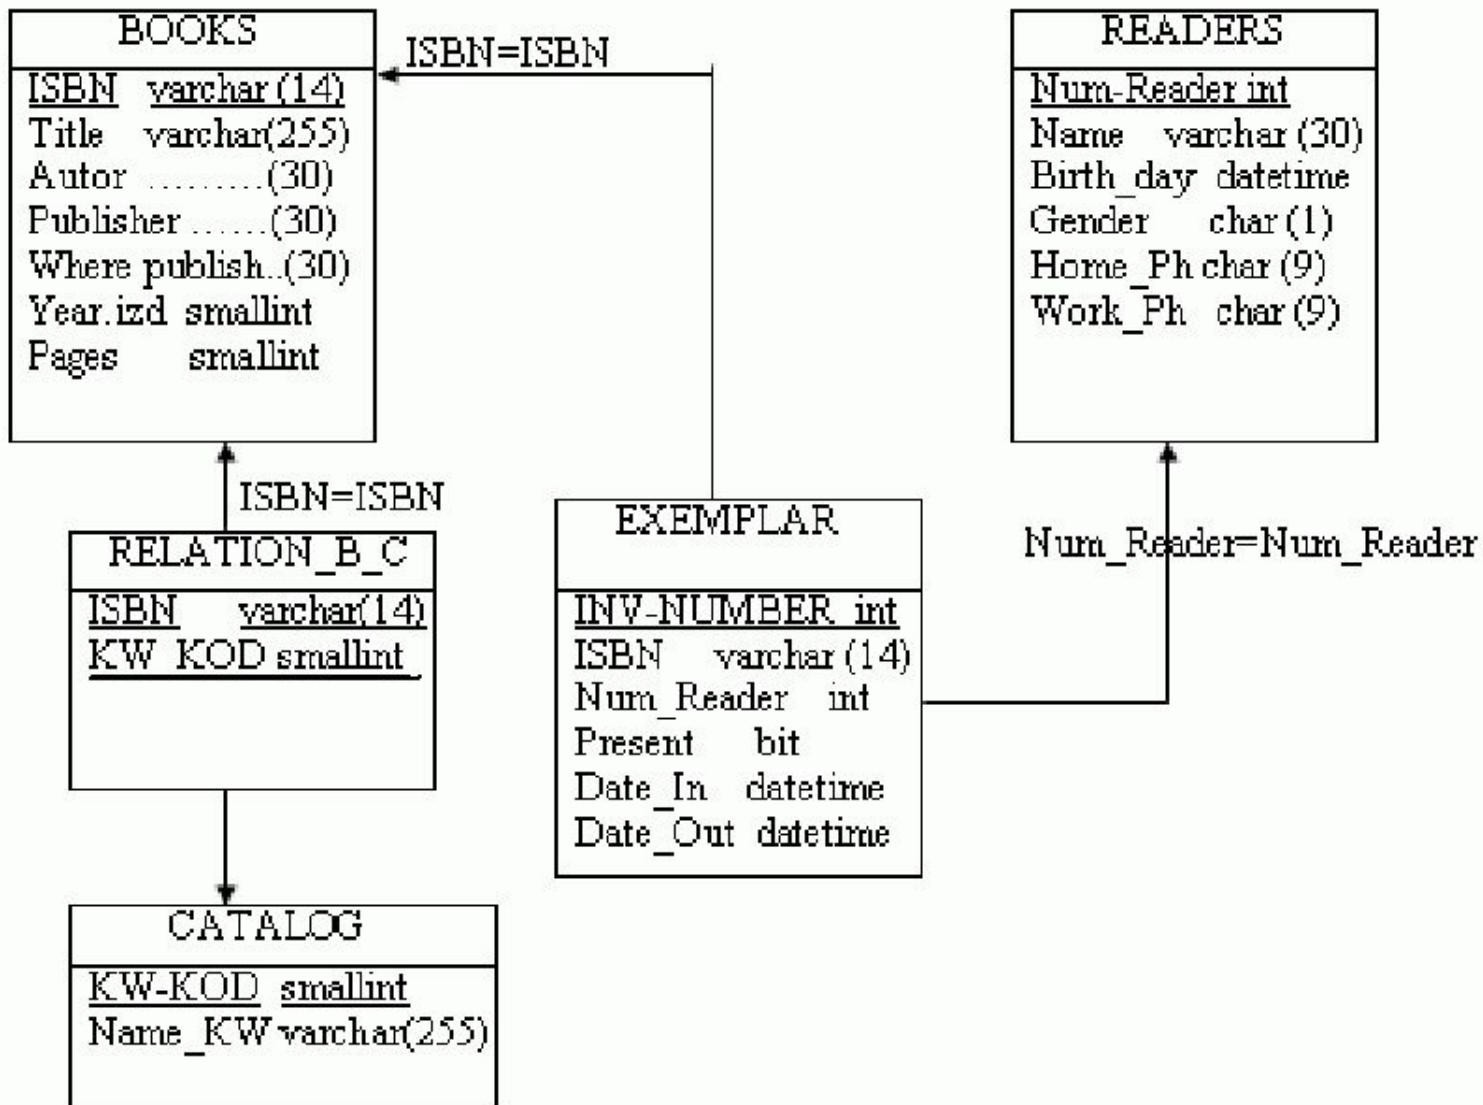 BOOKS
ISBN varchar (14)
Title varchar(255)
Autor .........(30)
Publisher ......(30)
Where publish..(30)
Year.izd smallint
Pages smallint
ISBN=ISBN
READERS
Num-Reader int
Name varchar (30)
Birth_day datetime
Gender char (1)
Home_Ph char (9)
Work_Ph char (9)
ISBN=ISBN
RELATION_B_C
ISBN varchar(14)
KW_KOD smallint
EXEMPLAR
INV-NUMBER int
ISBN varchar (14)
Num_Reader int
Present bit
Date_In datetime
Date_Out datetime
Num_Reader=Num_Reader
CATALOG
KW-KOD smallint
Name_KW varchar(255)